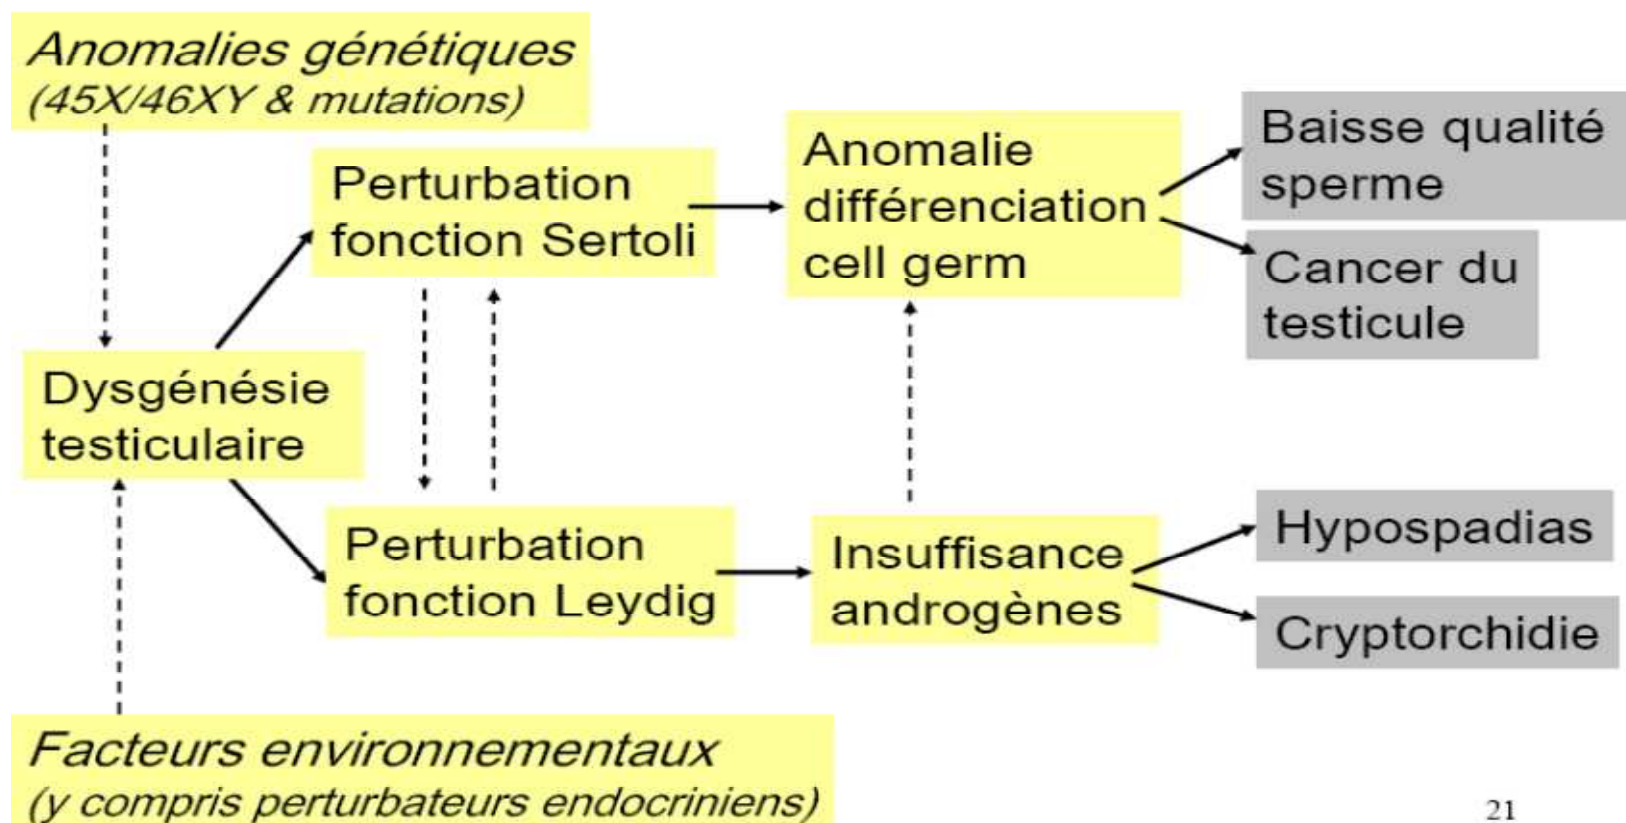 Anomalies génétiques
(45X/46XY & mutations)
Perturbation
fonction Sertoli
Anomalie
différenciation
cell germ
Baisse qualité
sperme
Cancer du
testicule
Dysgénésie
testiculaire
Perturbation
fonction Leydig
Insuffisance
androgènes
Hypospadias
Cryptorchidie
Facteurs environnementaux
(y compris perturbateurs endocriniens)
21